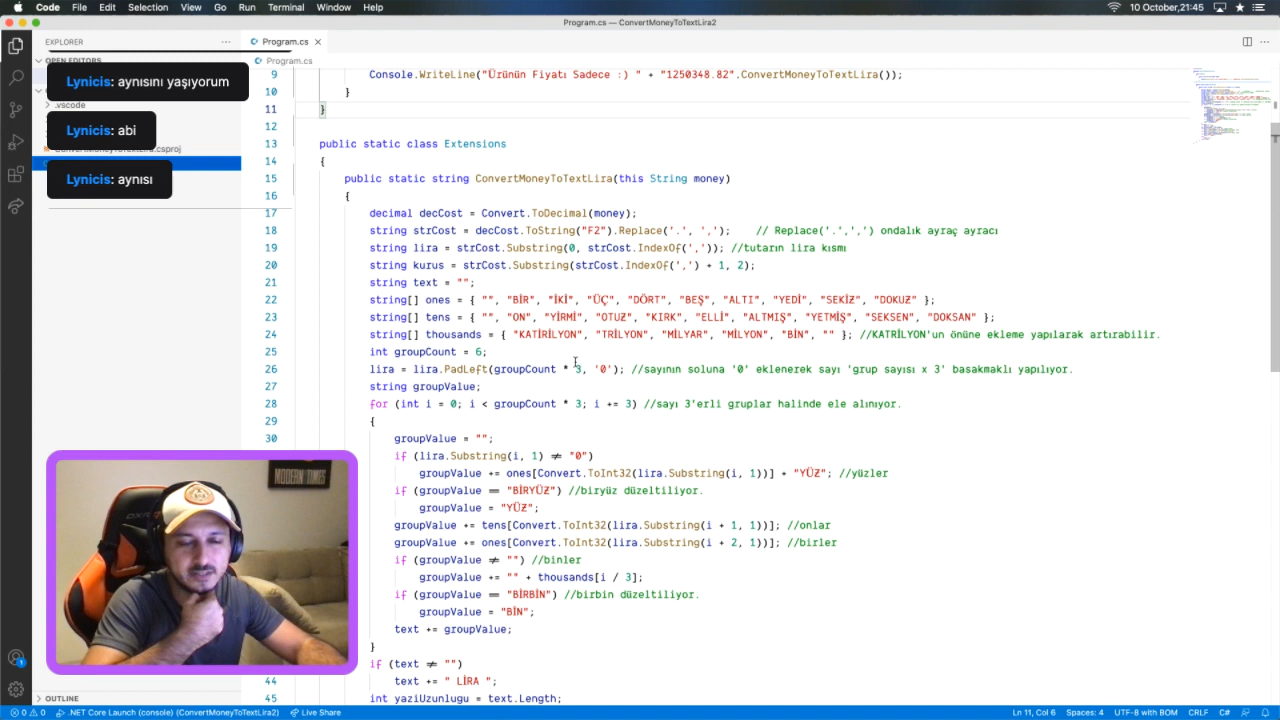 Code File Edit Selection View Go Run Terminal Window Help
10 October,21:45
Program.cs — ConvertMoneyToTextLira2
EXPLORER
Program.cs
OPEN EDITORS
Program.cs
Lynicis: aynısını yaşıyorum
.vscode
Lynicis: abi
ConvertMoneyToTextLira2.csproj
Lynicis: aynısı
9 Console.WriteLine("Ürünün Fiyatı Sadece :) " + "1250348.82".ConvertMoneyToTextLira());
10 }
11 }
12
13 public static class Extensions
14 {
15 public static string ConvertMoneyToTextLira(this String money)
16 {
17 decimal decCost = Convert.ToDecimal(money);
18 string strCost = decCost.ToString("F2").Replace('.', ','); // Replace('.',',') ondalık ayraç ayracı
19 string lira = strCost.Substring(0, strCost.IndexOf(',')); //tutarın lira kısmı
20 string kurus = strCost.Substring(strCost.IndexOf(',') + 1, 2);
21 string text = "";
22 string[] ones = { "", "BİR", "İKİ", "ÜÇ", "DÖRT", "BEŞ", "ALTI", "YEDİ", "SEKİZ", "DOKUZ" };
23 string[] tens = { "", "ON", "YİRMİ", "OTUZ", "KIRK", "ELLİ", "ALTMIŞ", "YETMİŞ", "SEKSEN", "DOKSAN" };
24 string[] thousands = { "KATİRİLYON", "TRİLYON", "MİLYAR", "MİLYON", "BİN", "" }; //KATRİLYON'un önüne ekleme yapılarak artırabilir.
25 int groupCount = 6;
26 lira = lira.PadLeft(groupCount * 3, '0'); //sayının soluna '0' eklenerek sayı 'grup sayısı x 3' basakmaklı yapılıyor.
27 string groupValue;
28 for (int i = 0; i < groupCount * 3; i += 3) //sayı 3'erli gruplar halinde ele alınıyor.
29 {
30 groupValue = "";
if (lira.Substring(i, 1) ≠ "0")
groupValue += ones[Convert.ToInt32(lira.Substring(i, 1))] + "YÜZ"; //yüzler
if (groupValue == "BİRYÜZ") //biryüz düzeltiliyor.
groupValue = "YÜZ";
groupValue += tens[Convert.ToInt32(lira.Substring(i + 1, 1))]; //onlar
groupValue += ones[Convert.ToInt32(lira.Substring(i + 2, 1))]; //birler
if (groupValue ≠ "") //binler
groupValue += "" + thousands[i / 3];
if (groupValue == "BİRBİN") //birbin düzeltiliyor.
groupValue = "BİN";
text += groupValue;
}
if (text ≠ "")
44 text += " LİRA ";
45 int yaziUzunlugu = text.Length;
MODERN TIMES
OUTLINE
0 0 .NET Core Launch (console) (ConvertMoneyToTextLira2) Live Share
Ln 11, Col 6 Spaces: 4 UTF-8 with BOM CRLF C#